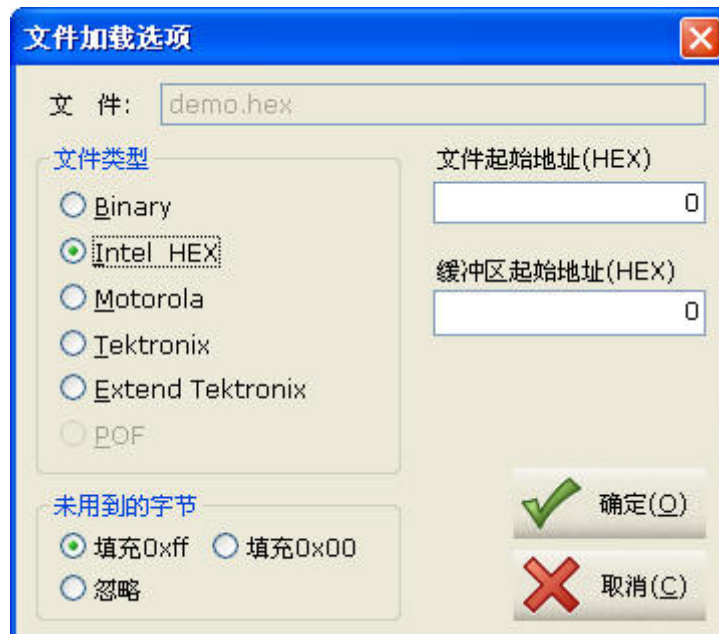 文件加载选项
文 件: demo.hex
文件类型
Binary
Intel HEX
Motorola
Tektronix
Extend Tektronix
POF
文件起始地址(HEX)
0
缓冲区起始地址(HEX)
0
未用到的字节
填充0xff 填充0x00
忽略
确定(O)
取消(C)